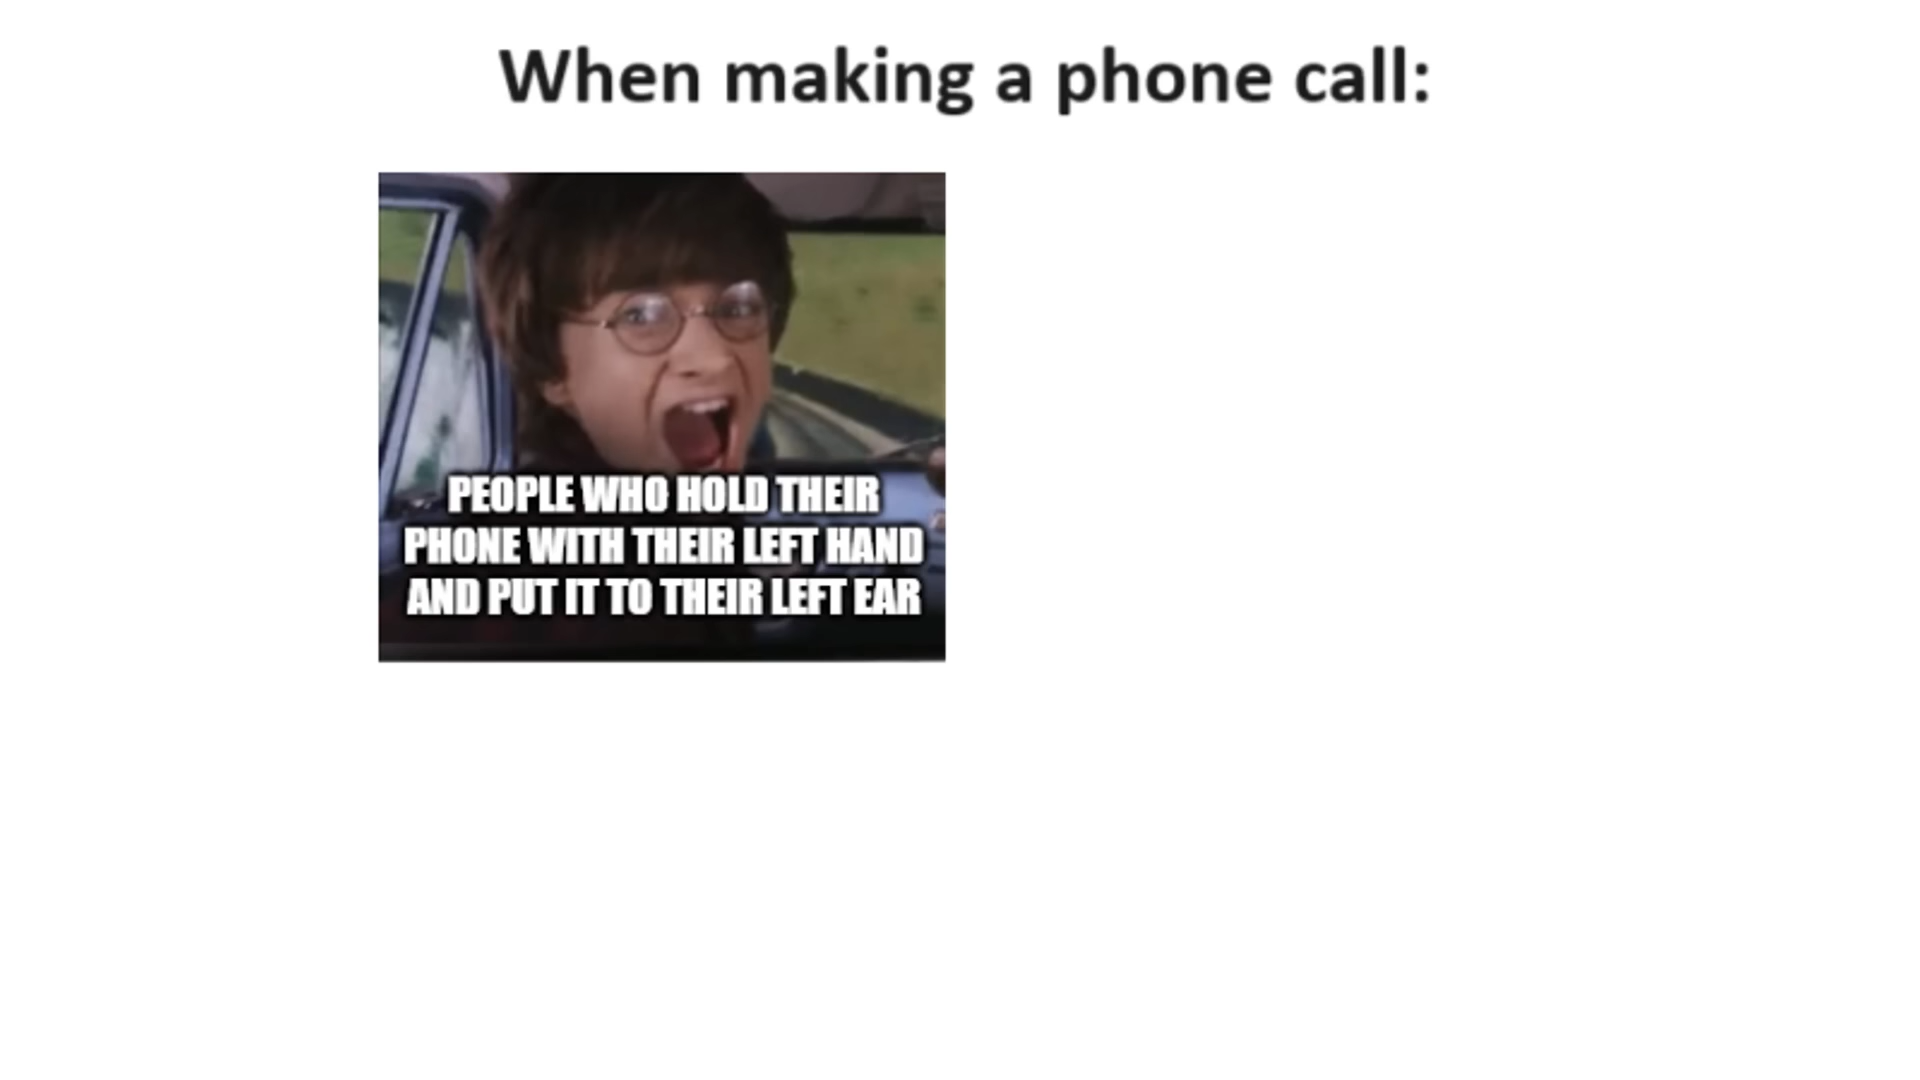 When making a phone call:
PEOPLE WHO HOLD THEIR
PHONE WITH THEIR LEFT HAND
AND PUT IT TO THEIR LEFT EAR